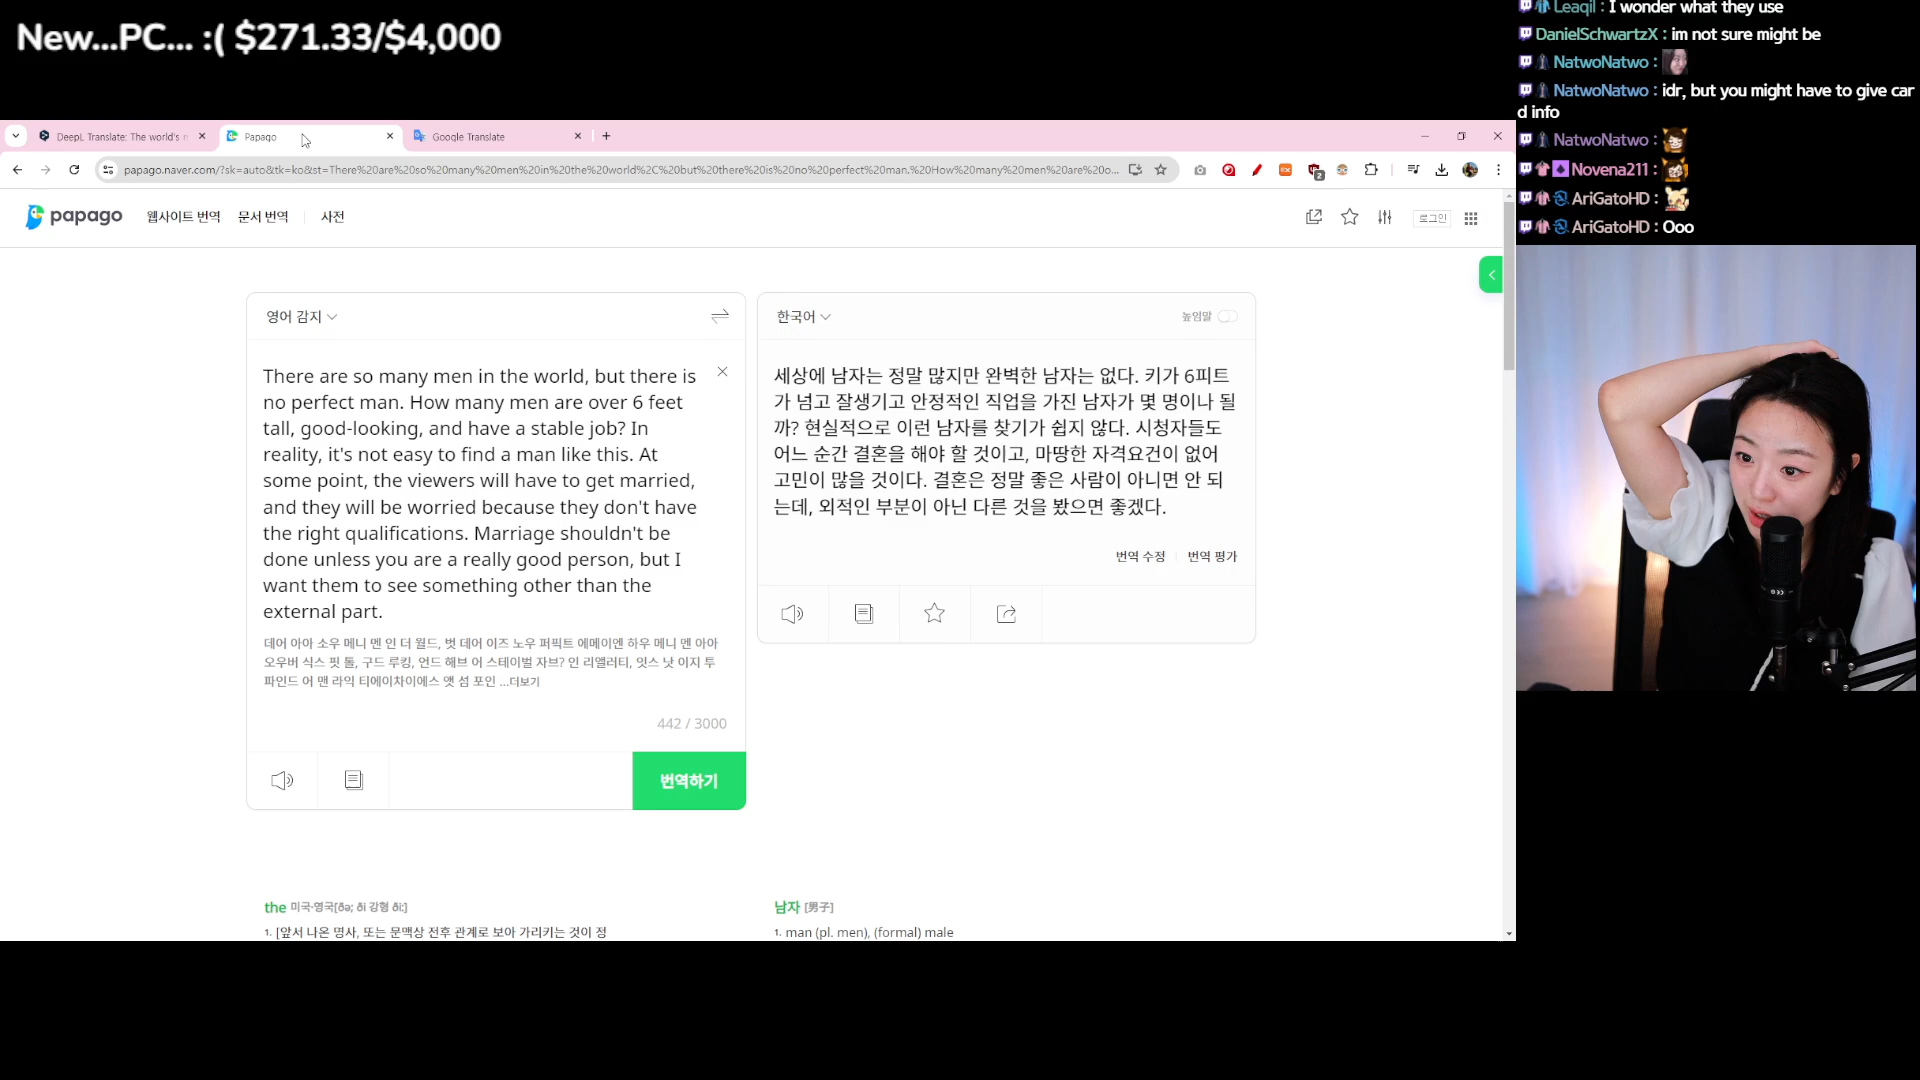 New...PC... :( $271.33/$4,000
Leaqil : I wonder what they use
DanielSchwartzX : im not sure might be
NatwoNatwo :
NatwoNatwo : idr, but you might have to give car
d info
NatwoNatwo :
Novena211 :
AriGatoHD :
AriGatoHD : Ooo
DeepL Translate: The world's
Papago
Google Translate
papago.naver.com/?sk=auto&tk=ko&st=There%20are%20so%20many%20men%20in%20the%20world%2C%20but%20there%20is%20no%20perfect%20man.%20How%20many%20men%20are%20o...
2
papago
웹사이트 번역
문서 번역
사전
로그인
영어 감지
There are so many men in the world, but there is
no perfect man. How many men are over 6 feet
tall, good-looking, and have a stable job? In
reality, it's not easy to find a man like this. At
some point, the viewers will have to get married,
and they will be worried because they don't have
the right qualifications. Marriage shouldn't be
done unless you are a really good person, but I
want them to see something other than the
external part.
데어 아아 소우 메니 멘 인 더 월드, 벗 데어 이즈 노우 퍼픽트 에메이엔 하우 메니 멘 아아
오우버 식스 핏 톨, 구드 루킹, 언드 해브 어 스테이벌 자브? 인 리앨러티, 잇스 낫 이지 투
파인드 어 맨 라익 티에이차이에스 앳 섬 포인 ...더보기
442 / 3000
번역하기
한국어
높임말
세상에 남자는 정말 많지만 완벽한 남자는 없다. 키가 6피트
가 넘고 잘생기고 안정적인 직업을 가진 남자가 몇 명이나 될
까? 현실적으로 이런 남자를 찾기가 쉽지 않다. 시청자들도
어느 순간 결혼을 해야 할 것이고, 마땅한 자격요건이 없어
고민이 많을 것이다. 결혼은 정말 좋은 사람이 아니면 안 되
는데, 외적인 부분이 아닌 다른 것을 봤으면 좋겠다.
번역 수정
번역 평가
the 미국·영국[ðə; ði 강형 ði:]
1. [앞서 나온 명사, 또는 문맥상 전후 관계로 보아 가리키는 것이 정
남자 [男子]
1. man (pl. men), (formal) male